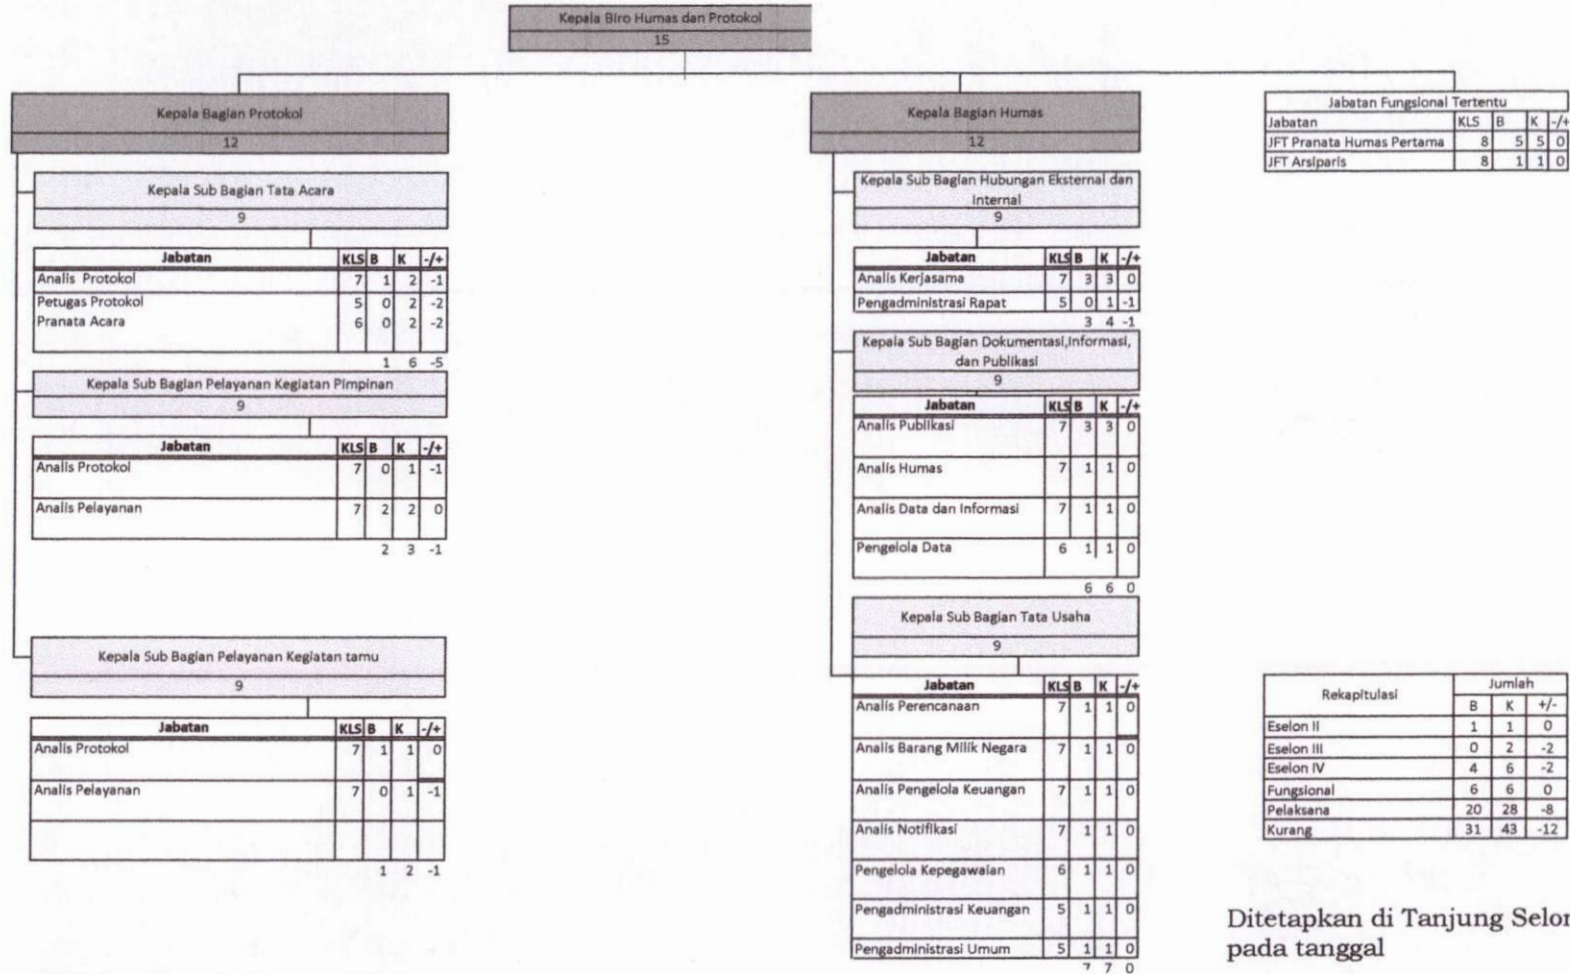 Kepala Biro Humas dan Protokol
15
Kepala Bagian Protokol
12
Kepala Sub Bagian Tata Acara
9
Jabatan KLS B K -/+
Analis Protokol 7 1 2 -1
Petugas Protokol 5 0 2 -2
Pranata Acara 6 0 2 -2
1 6 -5
Kepala Sub Bagian Pelayanan Kegiatan Pimpinan
9
Jabatan KLS B K -/+
Analis Protokol 7 0 1 -1
Analis Pelayanan 7 2 2 0
2 3 -1
Kepala Sub Bagian Pelayanan Kegiatan tamu
9
Jabatan KLS B K -/+
Analis Protokol 7 1 1 0
Analis Pelayanan 7 0 1 -1
1 2 -1
Kepala Bagian Humas
12
Kepala Sub Bagian Hubungan Eksternal dan
Internal
9
Jabatan KLS B K -/+
Analis Kerjasama 7 3 3 0
Pengadministrasi Rapat 5 0 1 -1
3 4 -1
Kepala Sub Bagian Dokumentasi,Informasi,
dan Publikasi
9
Jabatan KLS B K -/+
Analis Publikasi 7 3 3 0
Analis Humas 7 1 1 0
Analis Data dan Informasi 7 1 1 0
Pengelola Data 6 1 1 0
6 6 0
Kepala Sub Bagian Tata Usaha
9
Jabatan KLS B K -/+
Analis Perencanaan 7 1 1 0
Analis Barang Milik Negara 7 1 1 0
Analis Pengelola Keuangan 7 1 1 0
Analis Notifikasi 7 1 1 0
Pengelola Kepegawaian 6 1 1 0
Pengadministrasi Keuangan 5 1 1 0
Pengadministrasi Umum 5 1 1 0
7 7 0
Jabatan Fungsional Tertentu
Jabatan KLS B K -/+
JFT Pranata Humas Pertama 8 5 5 0
JFT Arsiparis 8 1 1 0
Rekapitulasi Jumlah
B K +/-
Eselon II 1 1 0
Eselon III 0 2 -2
Eselon IV 4 6 -2
Fungsional 6 6 0
Pelaksana 20 28 -8
Kurang 31 43 -12
Ditetapkan di Tanjung Selor
pada tanggal